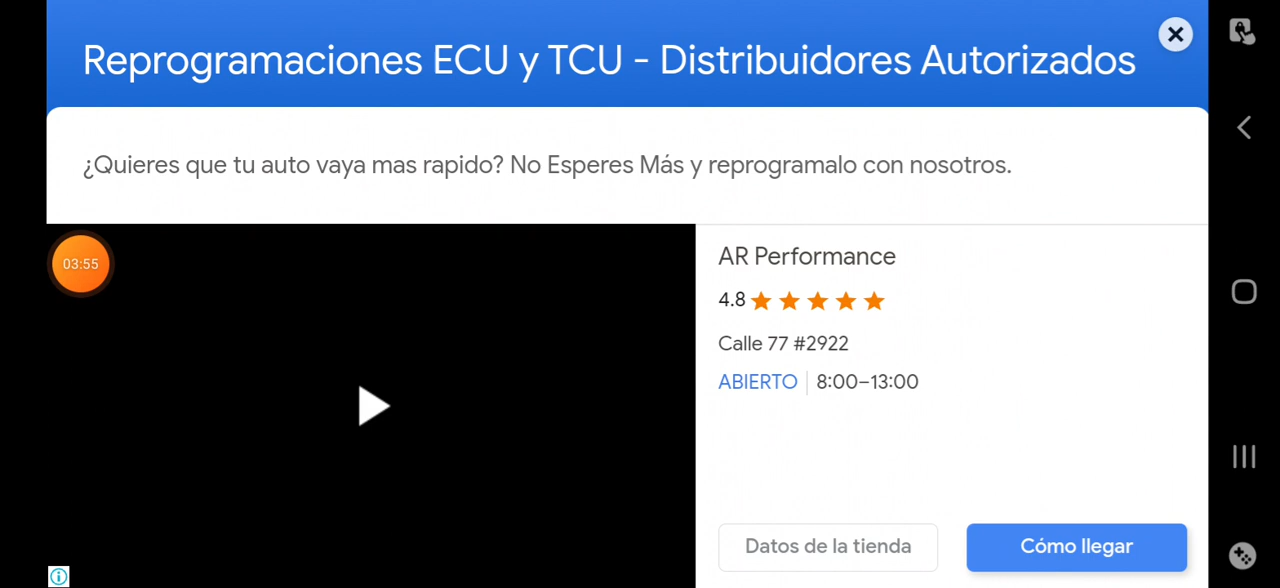 Reprogramaciones ECU y TCU - Distribuidores Autorizados
¿Quieres que tu auto vaya mas rapido? No Esperes Más y reprogramalo con nosotros.
03:55
AR Performance
4.8
Calle 77 #2922
ABIERTO 8:00–13:00
Datos de la tienda
Cómo llegar